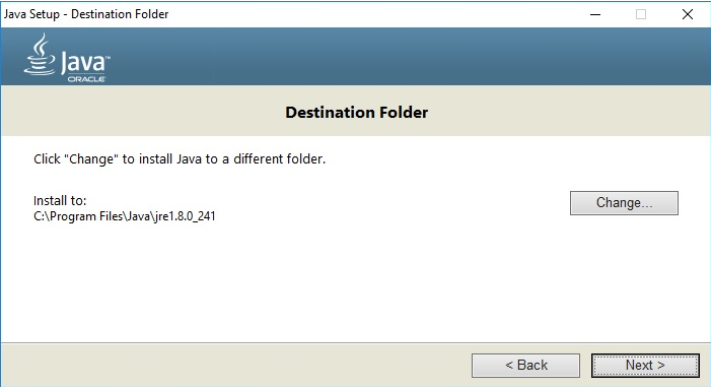 Java Setup - Destination Folder
Java™
ORACLE
Destination Folder
Click "Change" to install Java to a different folder.
Install to:
C:\Program Files\Java\jre1.8.0_241
Change...
< Back
Next >